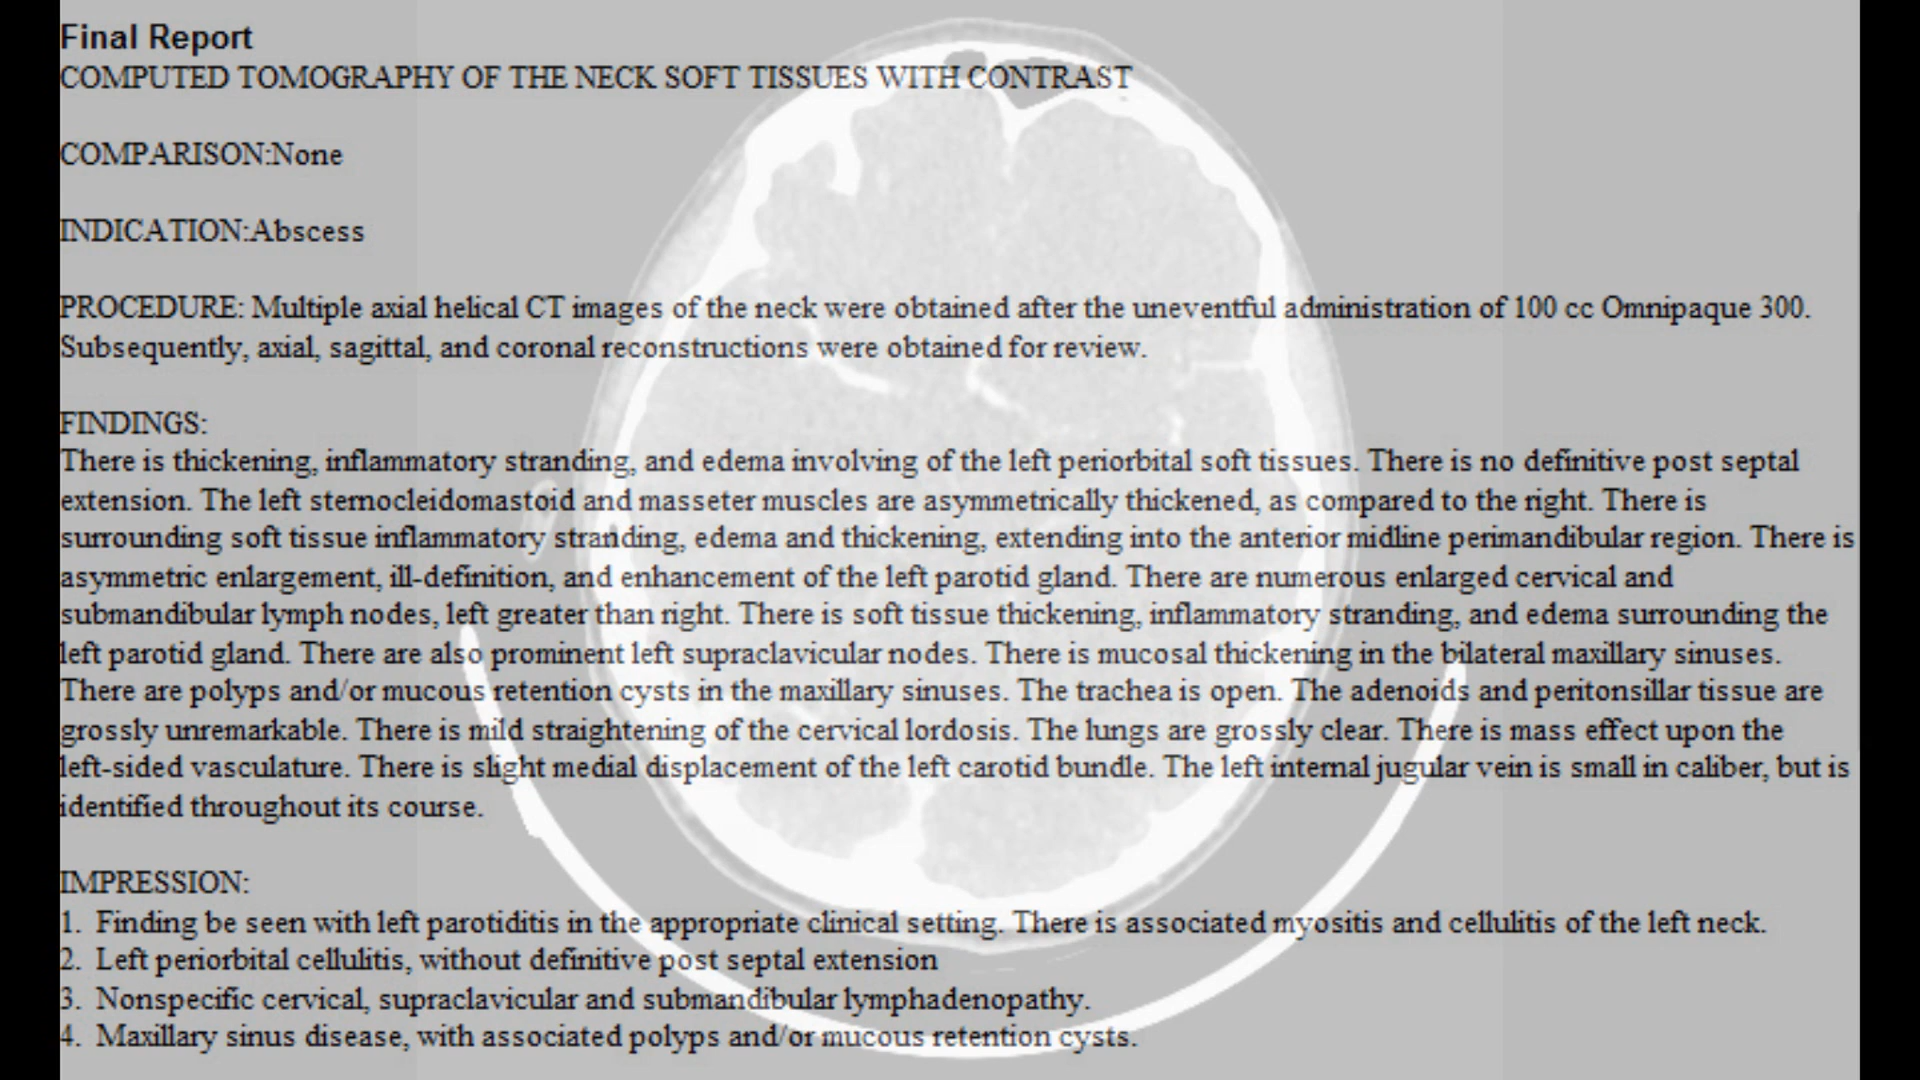 Final Report
COMPUTED TOMOGRAPHY OF THE NECK SOFT TISSUES WITH CONTRAST
COMPARISON:None
INDICATION:Abscess
PROCEDURE: Multiple axial helical CT images of the neck were obtained after the uneventful administration of 100 cc Omnipaque 300.
Subsequently, axial, sagittal, and coronal reconstructions were obtained for review.
FINDINGS:
There is thickening, inflammatory stranding, and edema involving of the left periorbital soft tissues. There is no definitive post septal
extension. The left sternocleidomastoid and masseter muscles are asymmetrically thickened, as compared to the right. There is
surrounding soft tissue inflammatory stranding, edema and thickening, extending into the anterior midline perimandibular region. There is
asymmetric enlargement, ill-definition, and enhancement of the left parotid gland. There are numerous enlarged cervical and
submandibular lymph nodes, left greater than right. There is soft tissue thickening, inflammatory stranding, and edema surrounding the
left parotid gland. There are also prominent left supraclavicular nodes. There is mucosal thickening in the bilateral maxillary sinuses.
There are polyps and/or mucous retention cysts in the maxillary sinuses. The trachea is open. The adenoids and peritonsillar tissue are
grossly unremarkable. There is mild straightening of the cervical lordosis. The lungs are grossly clear. There is mass effect upon the
left-sided vasculature. There is slight medial displacement of the left carotid bundle. The left internal jugular vein is small in caliber, but is
identified throughout its course.
IMPRESSION:
1. Finding be seen with left parotiditis in the appropriate clinical setting. There is associated myositis and cellulitis of the left neck.
2. Left periorbital cellulitis, without definitive post septal extension
3. Nonspecific cervical, supraclavicular and submandibular lymphadenopathy.
4. Maxillary sinus disease, with associated polyps and/or mucous retention cysts.